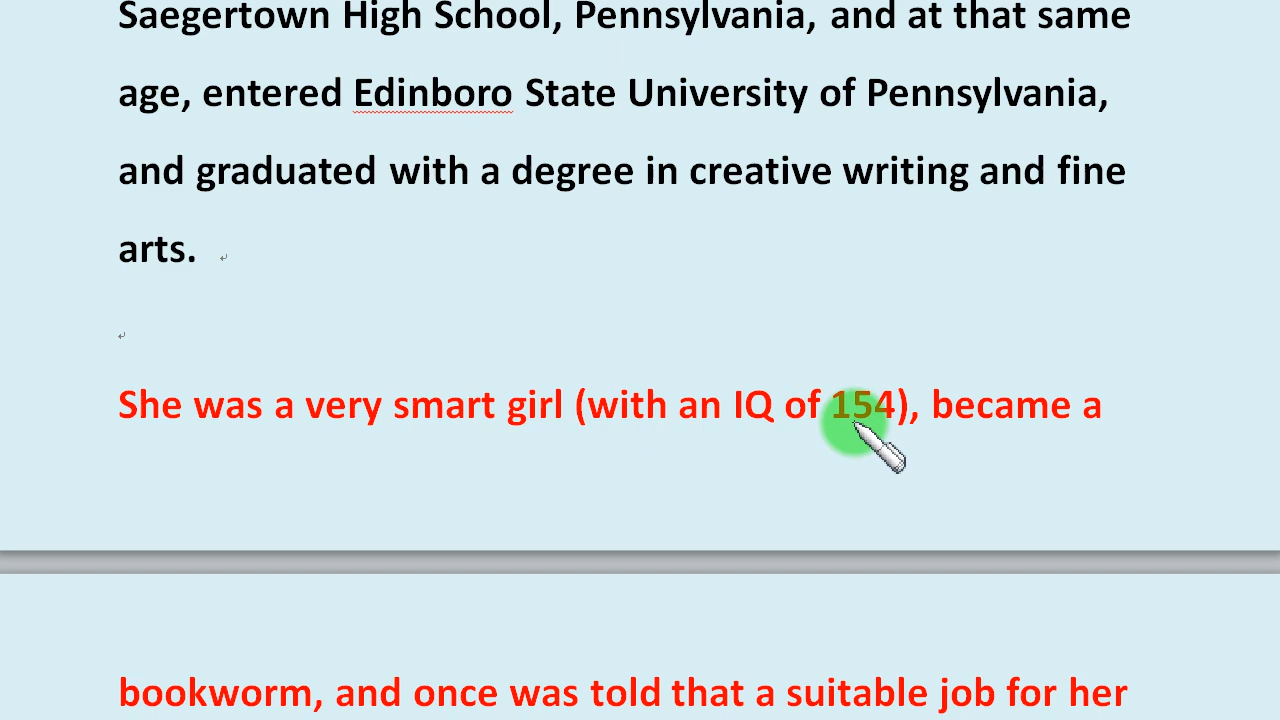 Saegertown High School, Pennsylvania, and at that same
age, entered Edinboro State University of Pennsylvania,
and graduated with a degree in creative writing and fine
arts.
She was a very smart girl (with an IQ of 154), became a
bookworm, and once was told that a suitable job for her